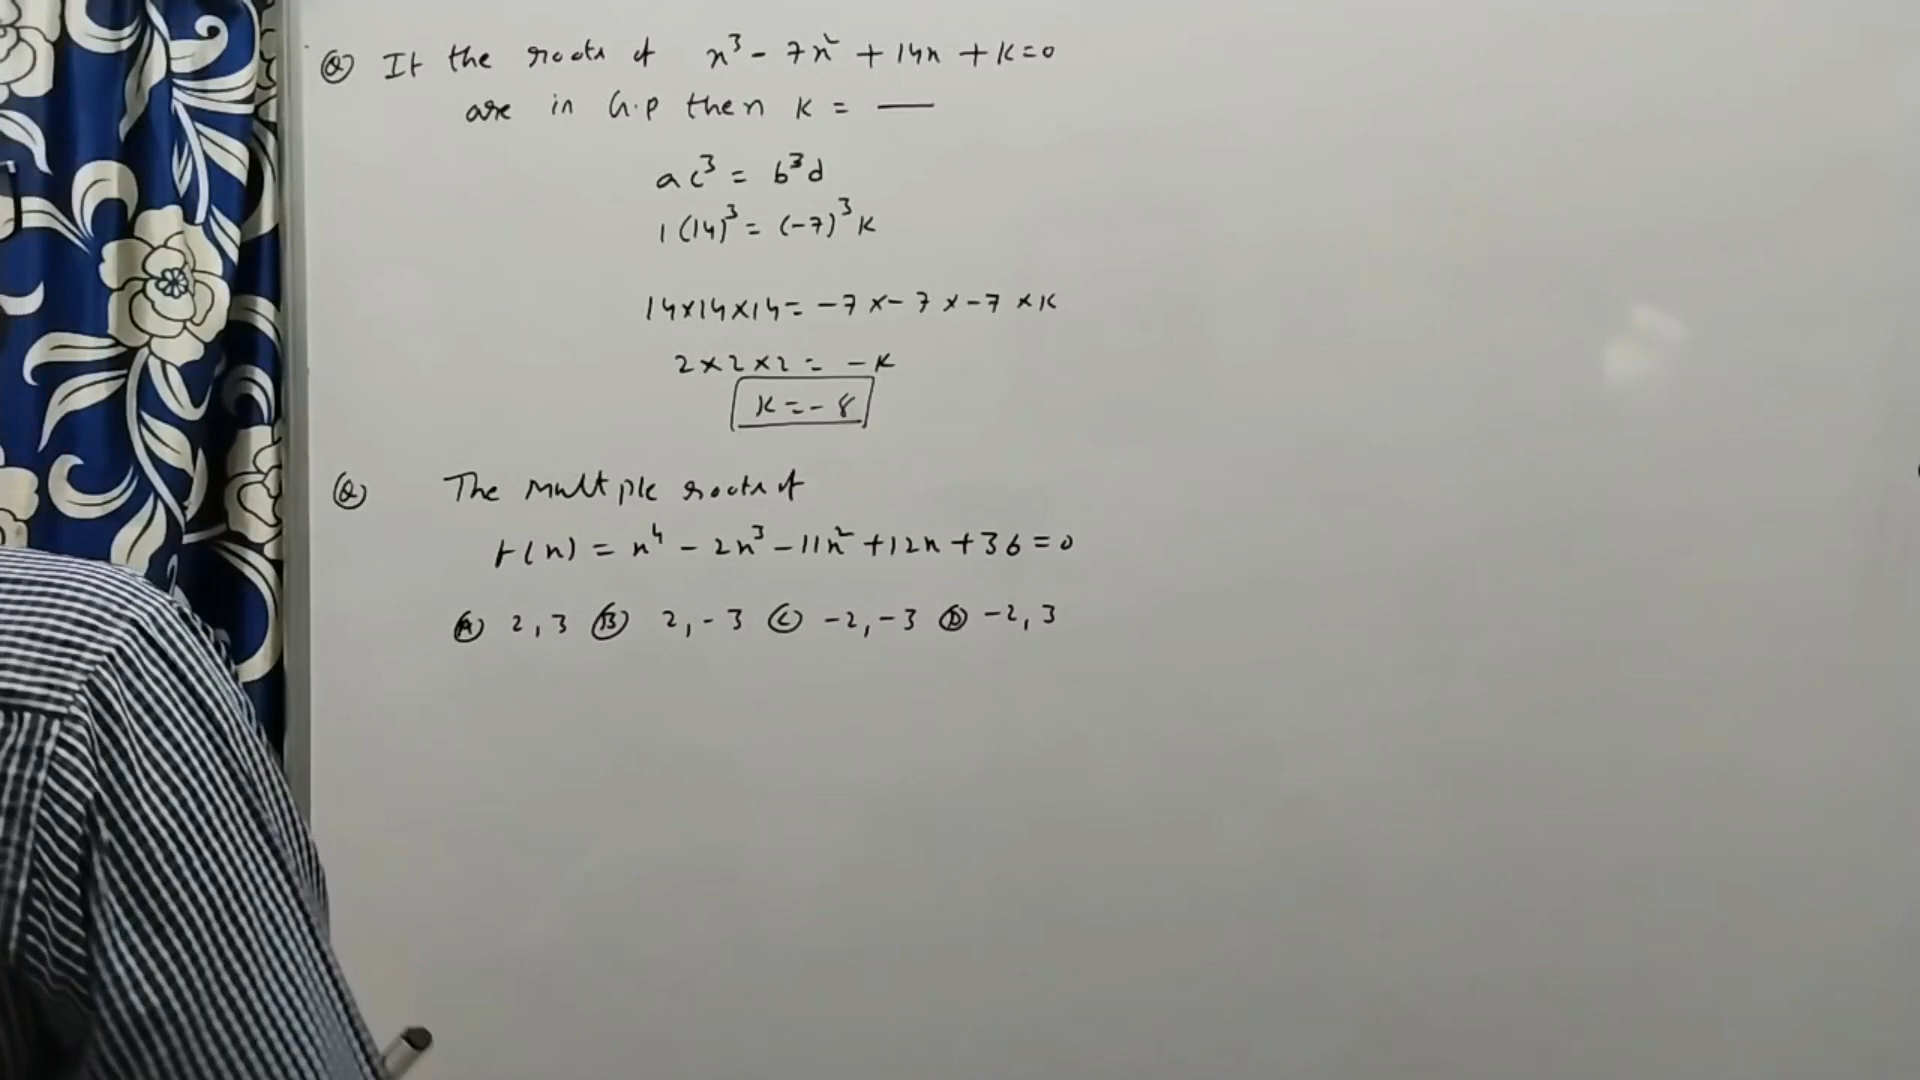 Q If the roots of x³ - 7x² + 14x + k = 0
are in G.P then k = —
ac³ = b³d
1(14)³ = (-7)³k
14×14×14 = -7 × -7 × -7 × k
2×2×2 = -k
k = -8
Q The multiple roots of
f(x) = x⁴ - 2x³ - 11x² + 12x + 36 = 0
A 2, 3 B 2, -3 C -2, -3 D -2, 3